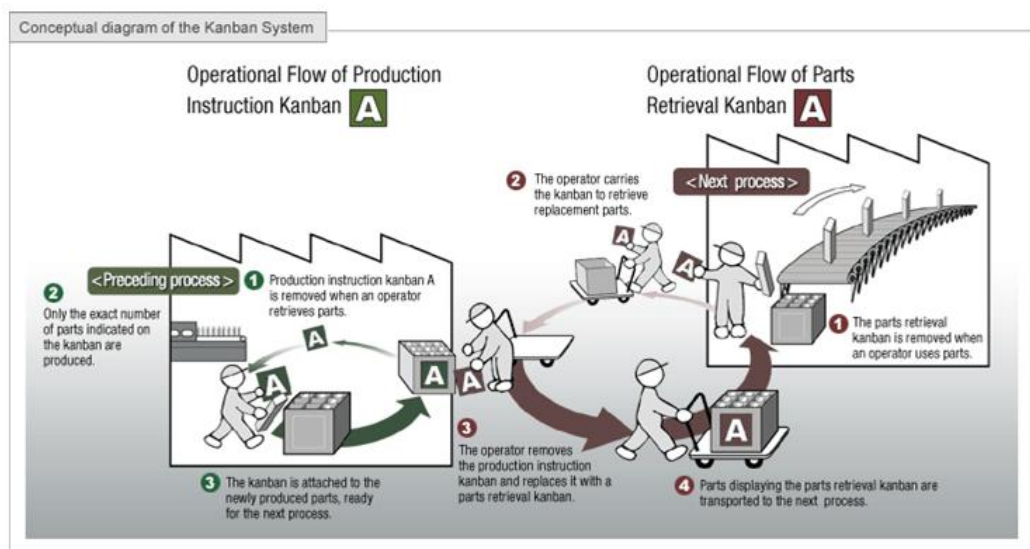 Conceptual diagram of the Kanban System
Operational Flow of Production
Instruction Kanban A
Operational Flow of Parts
Retrieval Kanban A
<Preceding process>
1 Production instruction kanban A
is removed when an operator
retrieves parts.
2
Only the exact number
of parts indicated on
the kanban are
produced.
A
A
A
A
3 The kanban is attached to the
newly produced parts, ready
for the next process.
<Next process>
1 The parts retrieval
kanban is removed when
an operator uses parts.
2 The operator carries
the kanban to retrieve
replacement parts.
A
A
3
The operator removes
the production instruction
kanban and replaces it with a
parts retrieval kanban.
A
4 Parts displaying the parts retrieval kanban are
transported to the next process.